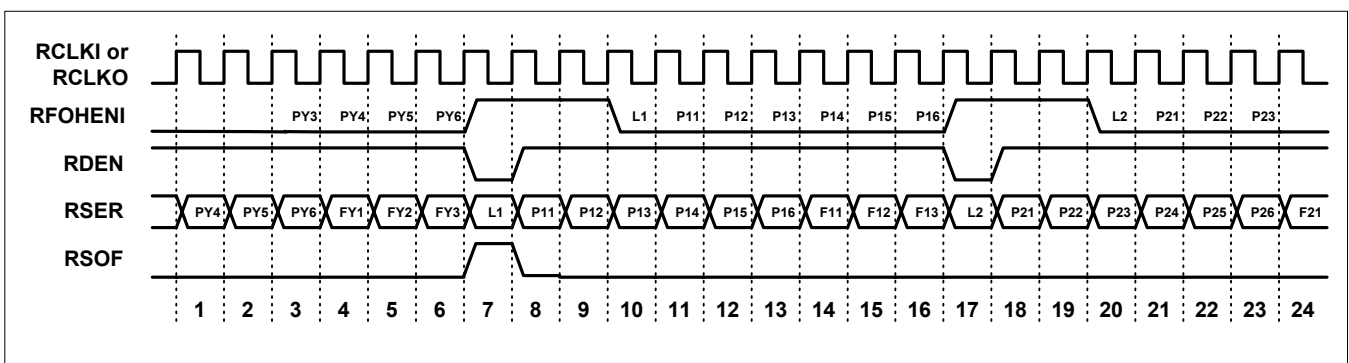 RCLKI or
RCLKO
RFOHENI PY3 PY4 PY5 PY6 L1 P11 P12 P13 P14 P15 P16 L2 P21 P22 P23
RDEN
RSER PY4 PY5 PY6 FY1 FY2 FY3 L1 P11 P12 P13 P14 P15 P16 F11 F12 F13 L2 P21 P22 P23 P24 P25 P26 F21
RSOF
1 2 3 4 5 6 7 8 9 10 11 12 13 14 15 16 17 18 19 20 21 22 23 24